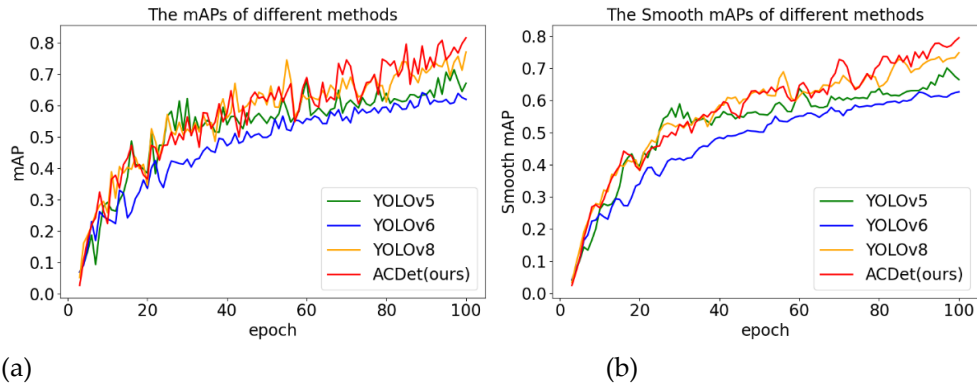 The mAPs of different methods
0.8
0.7
0.6
0.5
0.4
0.3
0.2
0.1
0.0
mAP
YOLOv5
YOLOv6
YOLOv8
ACDet(ours)
0 20 40 60 80 100
epoch
(a)
The Smooth mAPs of different methods
0.8
0.7
0.6
0.5
0.4
0.3
0.2
0.1
0.0
Smooth mAP
YOLOv5
YOLOv6
YOLOv8
ACDet(ours)
0 20 40 60 80 100
epoch
(b)